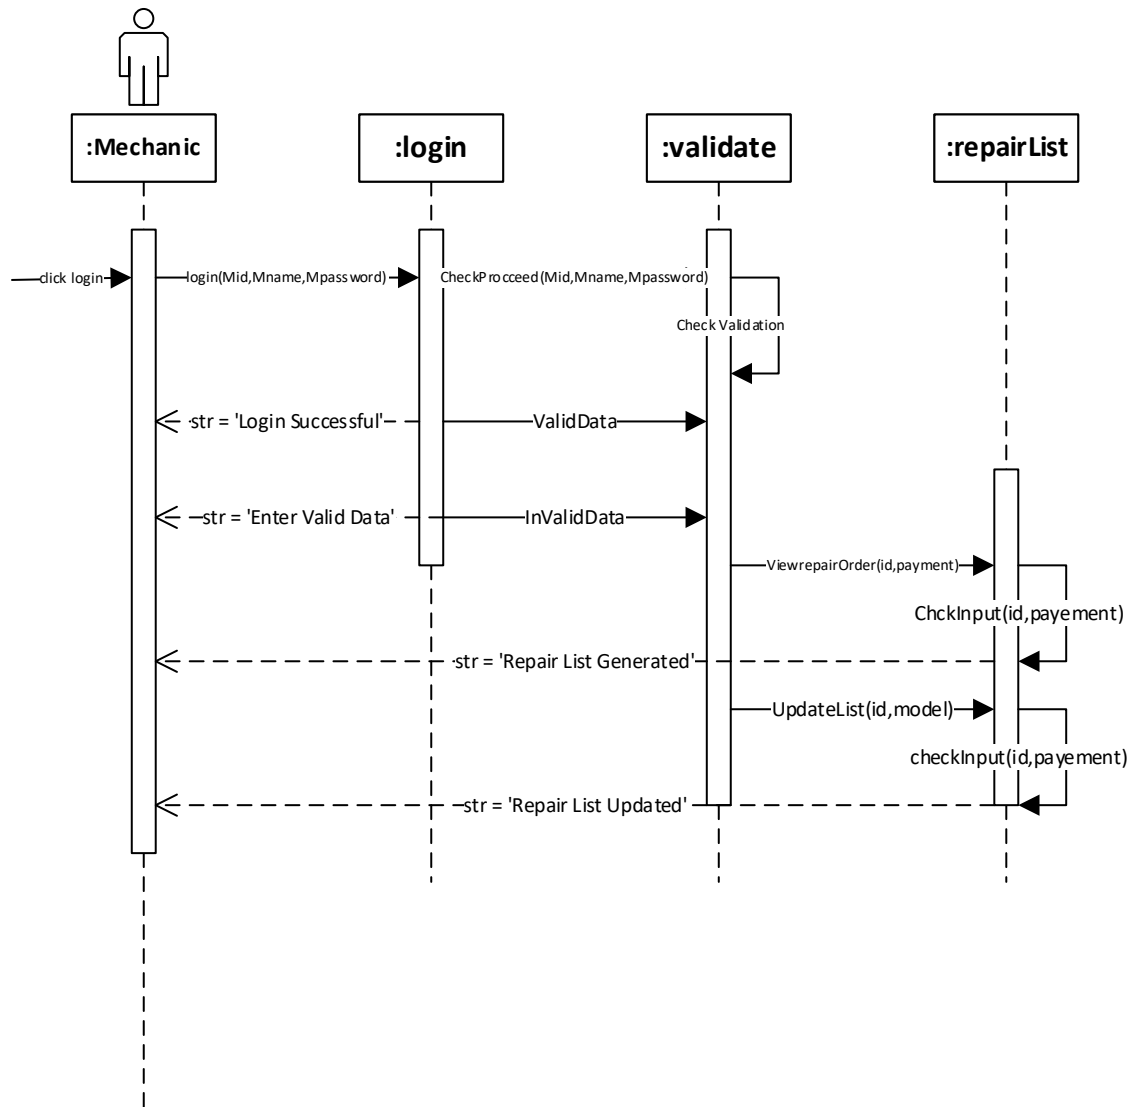 :Mechanic
:login
:validate
:repairList
click login
login(Mid,Mname,Mpassword)
CheckProcceed(Mid,Mname,Mpassword)
Check Validation
str = 'Login Successful'
ValidData
str = 'Enter Valid Data'
InValidData
ViewrepairOrder(id,payment)
ChckInput(id,payement)
str = 'Repair List Generated'
UpdateList(id,model)
checkInput(id,payement)
str = 'Repair List Updated'